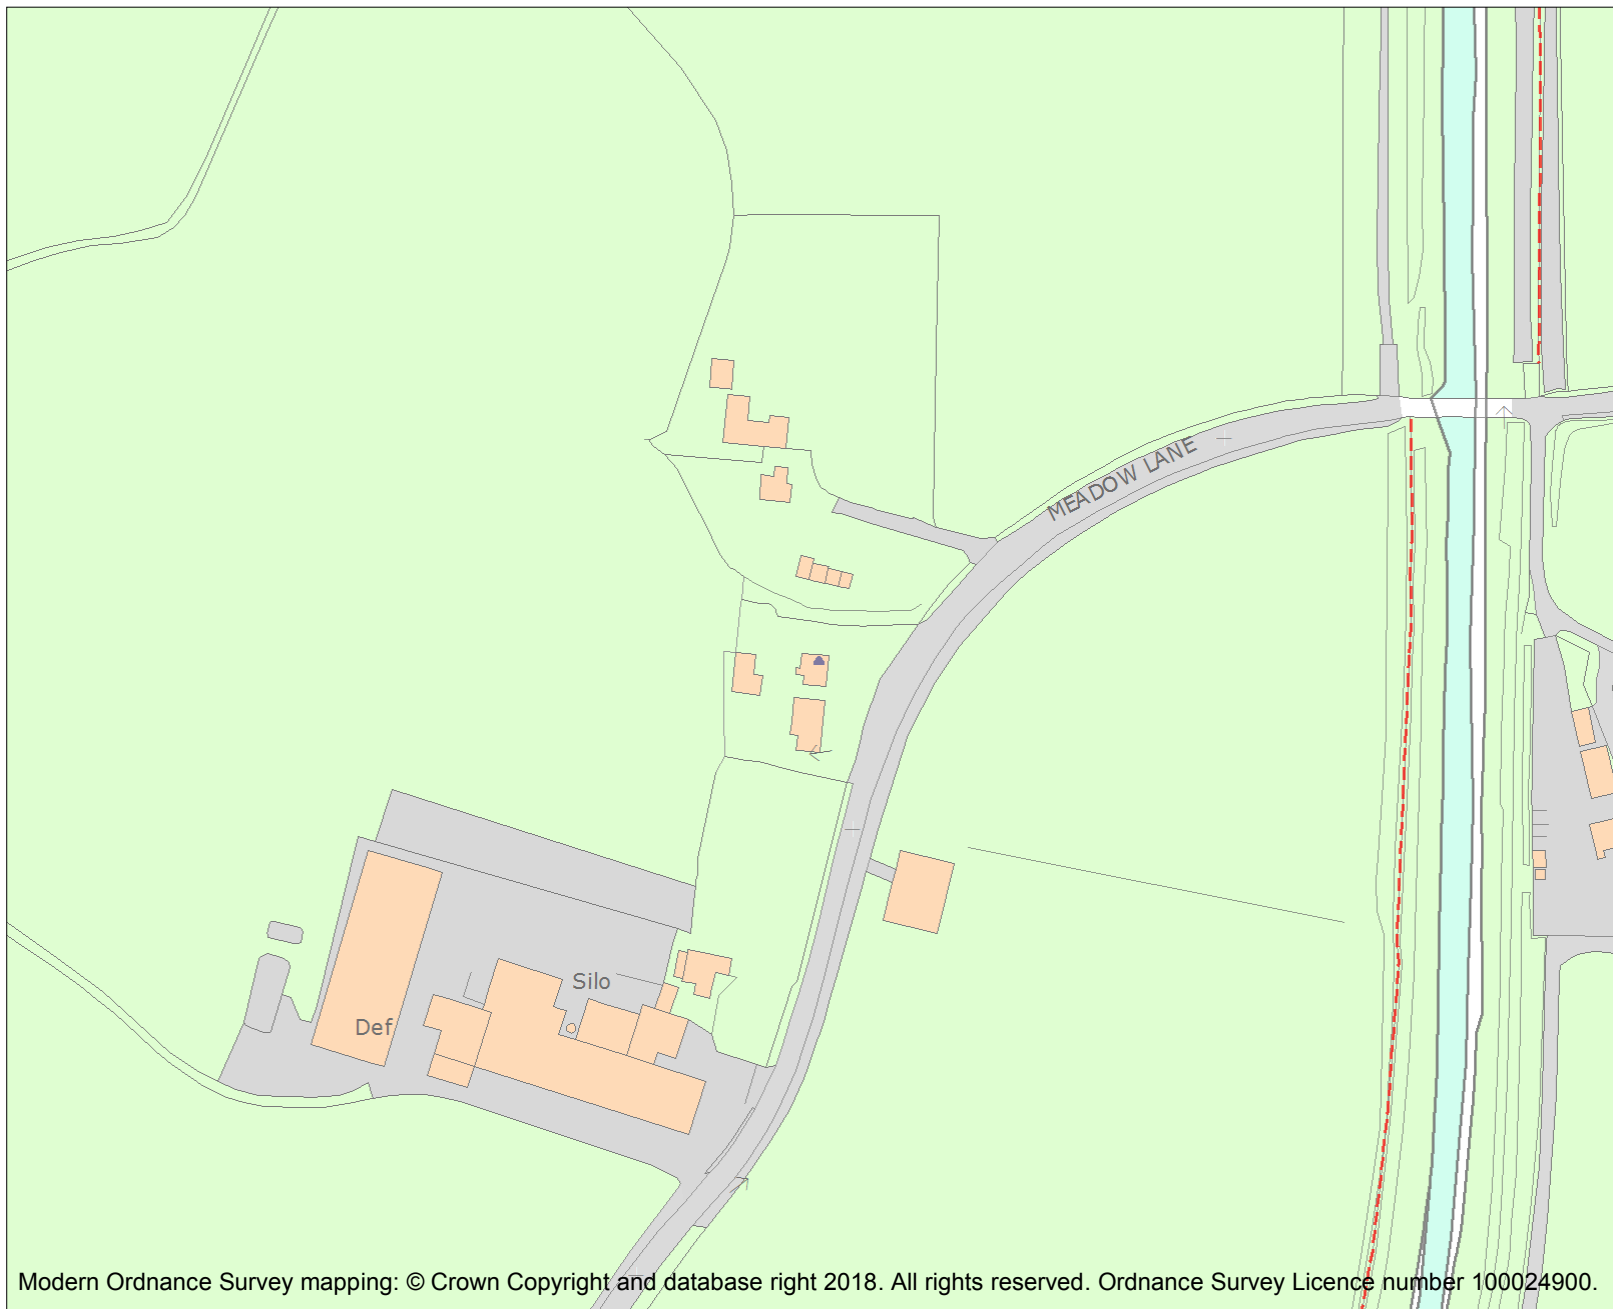 MEADOW LANE
Silo
Def
Modern Ordnance Survey mapping: © Crown Copyright and database right 2018. All rights reserved. Ordnance Survey Licence number 100024900.